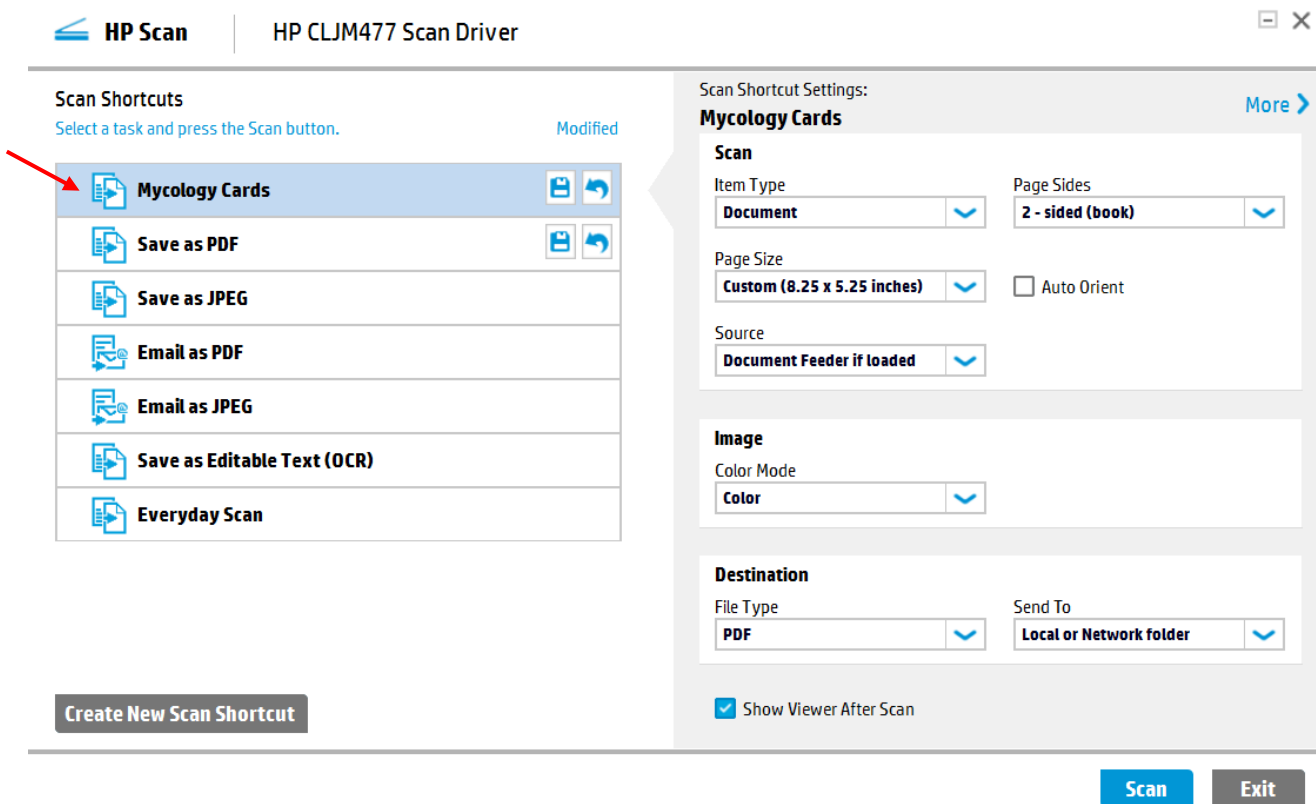 HP Scan
HP CLJM477 Scan Driver
Scan Shortcuts
Select a task and press the Scan button.
Modified
Mycology Cards
Save as PDF
Save as JPEG
Email as PDF
Email as JPEG
Save as Editable Text (OCR)
Everyday Scan
Create New Scan Shortcut
Scan Shortcut Settings:
Mycology Cards
More
Scan
Item Type
Page Sides
Document
2 - sided (book)
Page Size
Custom (8.25 x 5.25 inches)
Auto Orient
Source
Document Feeder if loaded
Image
Color Mode
Color
Destination
File Type
Send To
PDF
Local or Network folder
Show Viewer After Scan
Scan
Exit